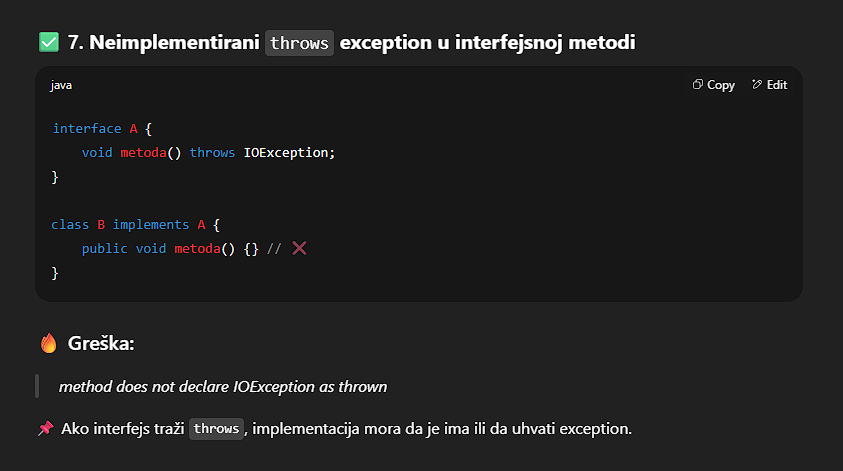 ✅ 7. Neimplementirani throws exception u interfejsnoj metodi
java Copy Edit
interface A {
    void metoda() throws IOException;
}
class B implements A {
    public void metoda() {} // ❌
}
🔥 Greška:
method does not declare IOException as thrown
📌 Ako interfejs traži throws, implementacija mora da je ima ili da uhvati exception.